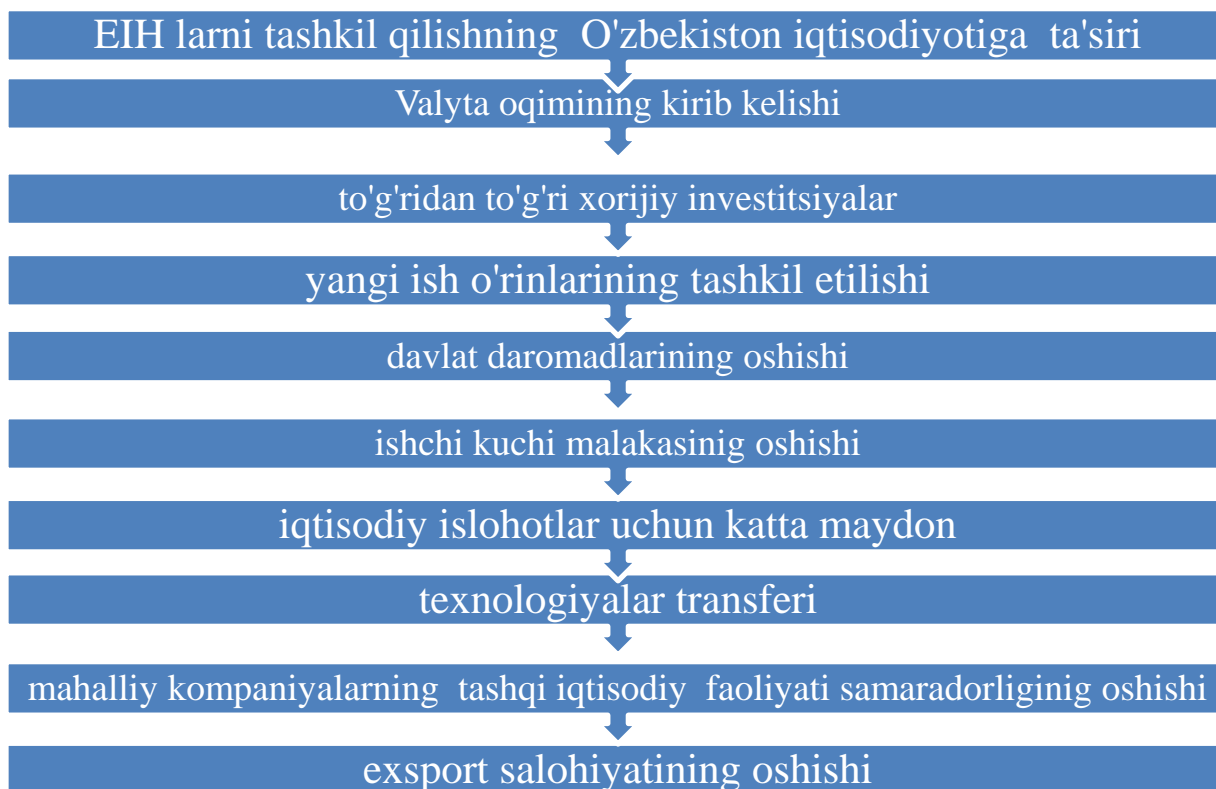 EIH larni tashkil qilishning O'zbekiston iqtisodiyotiga ta'siri
Valyta oqimining kirib kelishi
to'g'ridan to'g'ri xorijiy investitsiyalar
yangi ish o'rinlarining tashkil etilishi
davlat daromadlarining oshishi
ishchi kuchi malakasinig oshishi
iqtisodiy islohotlar uchun katta maydon
texnologiyalar transferi
mahalliy kompaniyalarning tashqi iqtisodiy faoliyati samaradorliginig oshishi
exsport salohiyatining oshishi